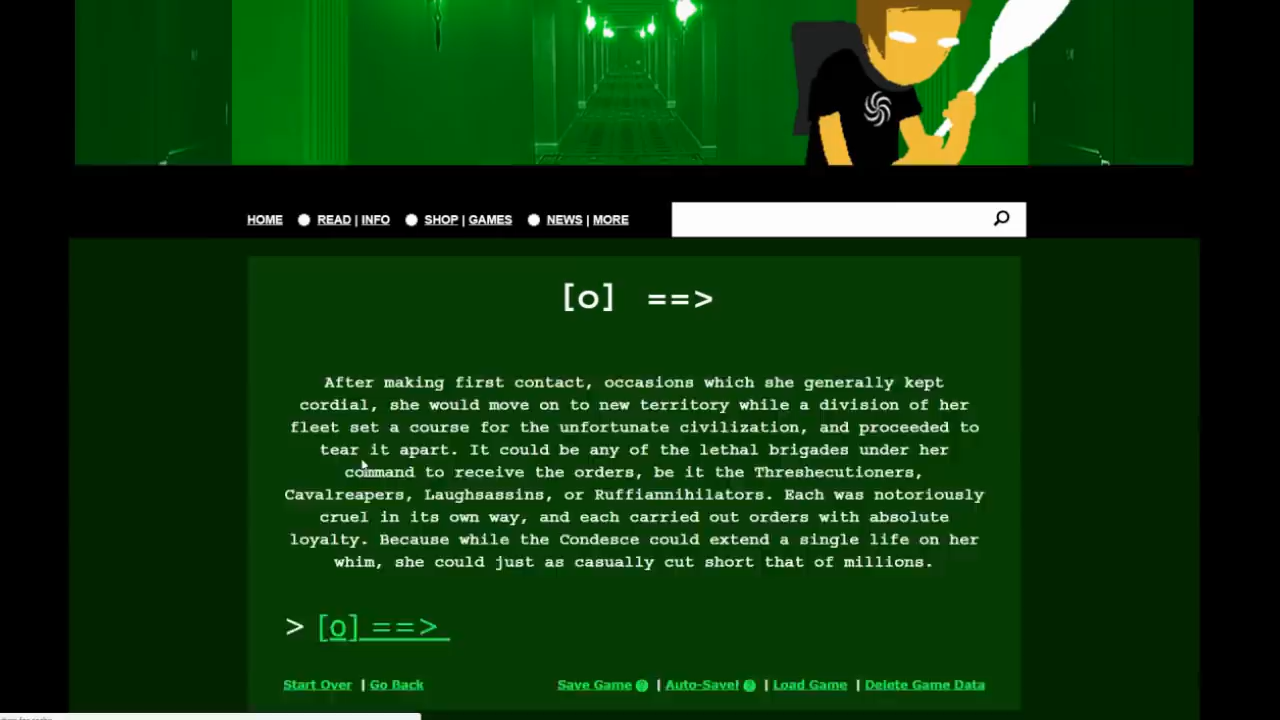 HOME READ | INFO SHOP | GAMES NEWS | MORE
[o] ==>
After making first contact, occasions which she generally kept
cordial, she would move on to new territory while a division of her
fleet set a course for the unfortunate civilization, and proceeded to
tear it apart. It could be any of the lethal brigades under her
command to receive the orders, be it the Threshecutioners,
Cavalreapers, Laughsassins, or Ruffiannihilators. Each was notoriously
cruel in its own way, and each carried out orders with absolute
loyalty. Because while the Condesce could extend a single life on her
whim, she could just as casually cut short that of millions.
> [o] ==>
Start Over | Go Back Save Game ? | Auto-Save! ? | Load Game | Delete Game Data